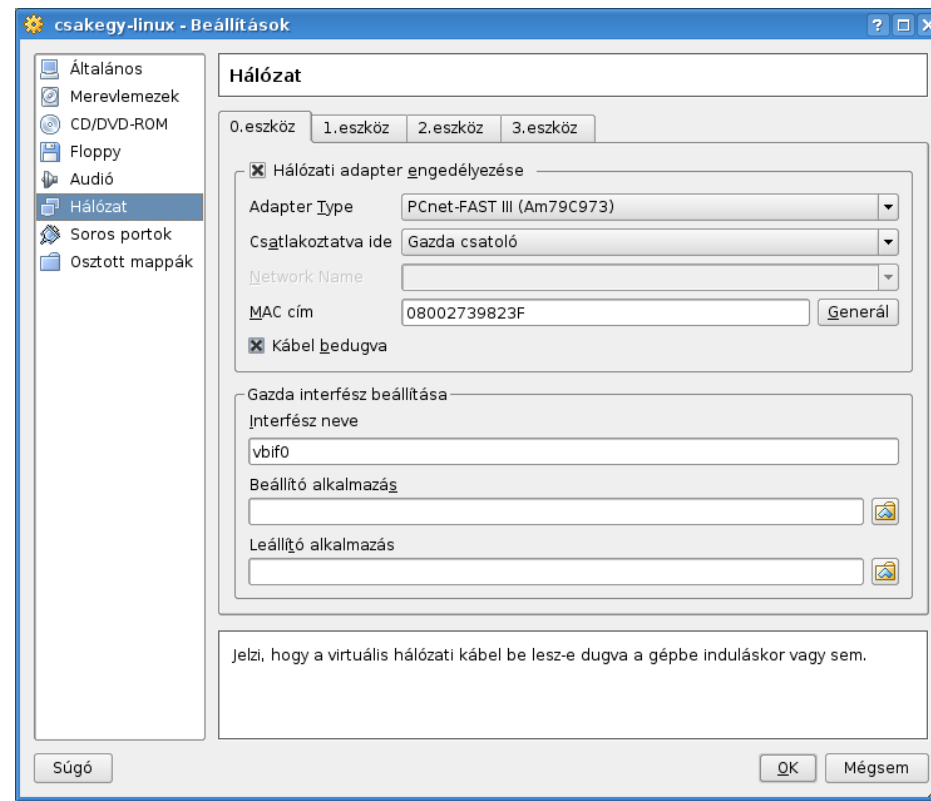 csakegy-linux - Beállítások
Általános
Merevlemezek
CD/DVD-ROM
Floppy
Audió
Hálózat
Soros portok
Osztott mappák
Hálózat
0.eszköz 1.eszköz 2.eszköz 3.eszköz
Hálózati adapter engedélyezése
Adapter Type PCnet-FAST III (Am79C973)
Csatlakoztatva ide Gazda csatoló
Network Name
MAC cím 08002739823F Generál
Kábel bedugva
Gazda interfész beállítása
Interfész neve
vbif0
Beállító alkalmazás
Leállító alkalmazás
Jelzi, hogy a virtuális hálózati kábel be lesz-e dugva a gépbe induláskor vagy sem.
Súgó OK Mégsem